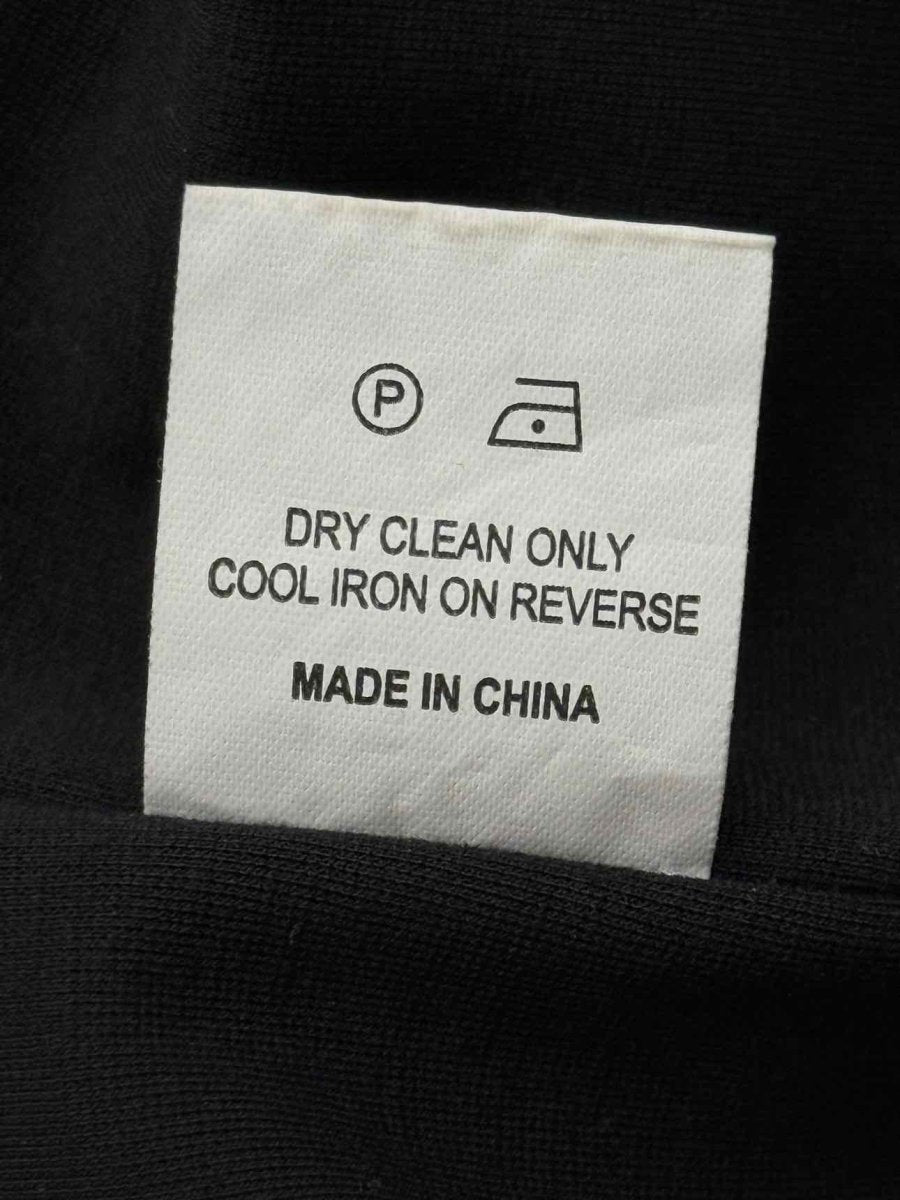 P
DRY CLEAN ONLY
COOL IRON ON REVERSE
MADE IN CHINA